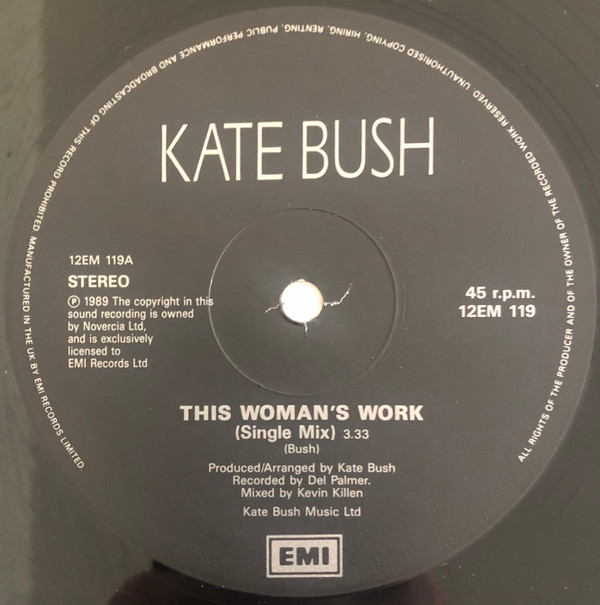 ALL RIGHTS OF THE PRODUCER AND OF THE OWNER OF THE RECORDED WORK RESERVED UNAUTHORISED COPYING, HIRING, RENTING, PUBLIC PERFORMANCE AND BROADCASTING OF THIS RECORD PROHIBITED MANUFACTURED IN THE UK BY EMI RECORDS LIMITED
KATE BUSH
12EM 119A
STEREO
Ⓟ 1989 The copyright in this
sound recording is owned
by Novercia Ltd,
and is exclusively
licensed to
EMI Records Ltd
45 r.p.m.
12EM 119
THIS WOMAN'S WORK
(Single Mix) 3.33
(Bush)
Produced/Arranged by Kate Bush
Recorded by Del Palmer.
Mixed by Kevin Killen
Kate Bush Music Ltd
EMI